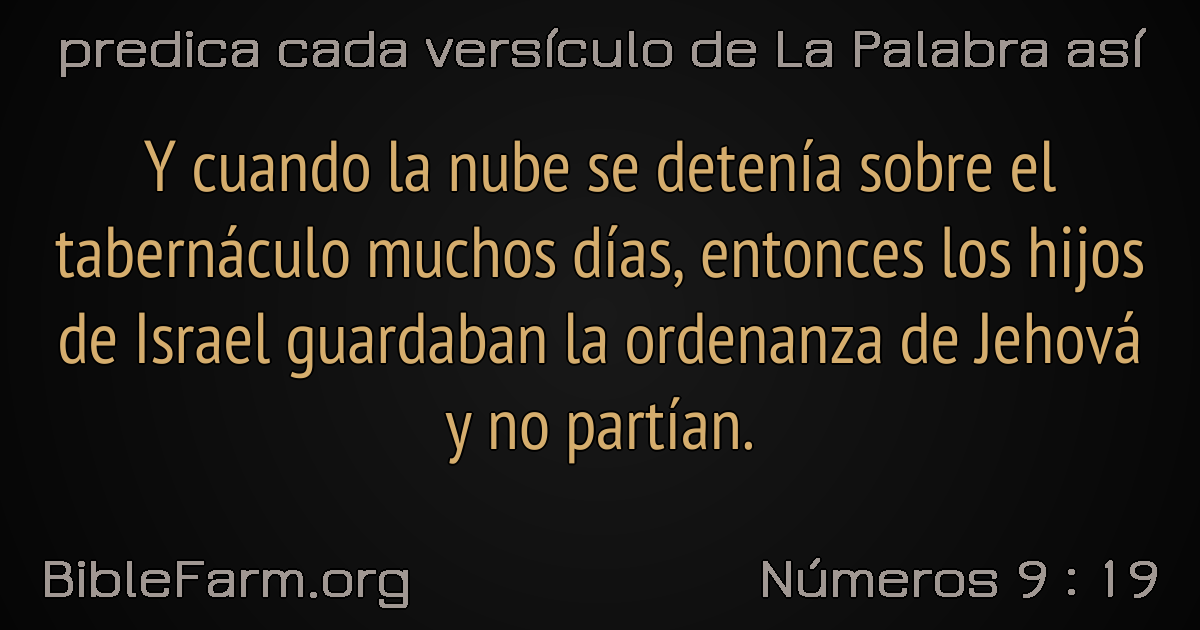 predica cada versículo de La Palabra así
Y cuando la nube se detenía sobre el
tabernáculo muchos días, entonces los hijos
de Israel guardaban la ordenanza de Jehová
y no partían.
BibleFarm.org
Números 9 : 19